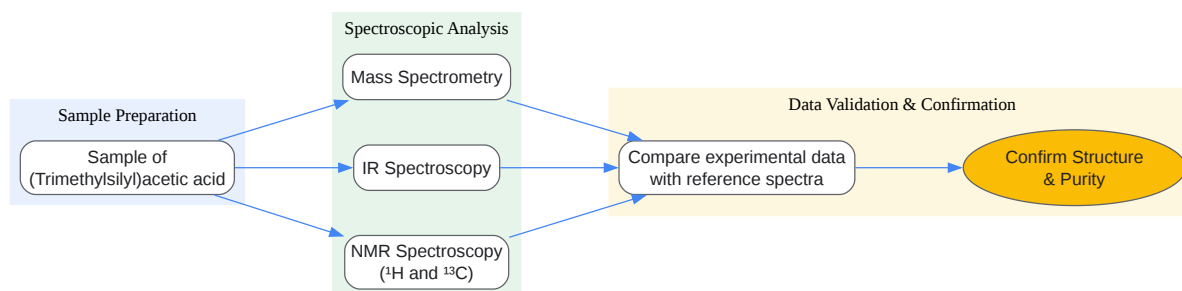 Sample Preparation
Sample of
(Trimethylsilyl)acetic acid
Spectroscopic Analysis
Mass Spectrometry
IR Spectroscopy
NMR Spectroscopy
(¹H and ¹³C)
Data Validation & Confirmation
Compare experimental data
with reference spectra
Confirm Structure
& Purity